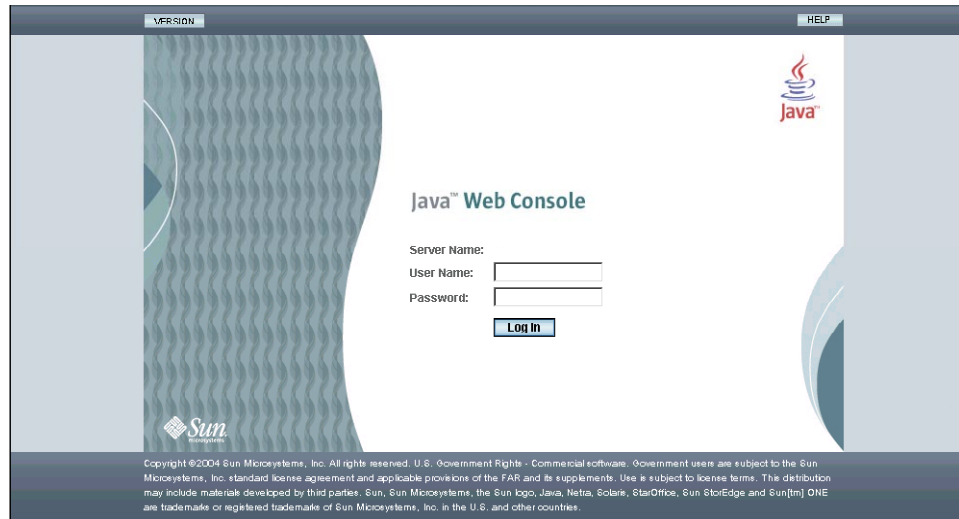 VERSION
HELP
Java™
Java™ Web Console
Server Name:
User Name:
Password:
Log In
Sun
microsystems
Copyright ©2004 Sun Microsystems, Inc. All rights reserved. U.S. Government Rights - Commercial software. Government users are subject to the Sun
Microsystems, Inc. standard license agreement and applicable provisions of the FAR and its supplements. Use is subject to license terms. This distribution
may include materials developed by third parties. Sun, Sun Microsystems, the Sun logo, Java, Netra, Solaris, StarOffice, Sun StorEdge and Sun[tm] ONE
are trademarks or registered trademarks of Sun Microsystems, Inc. in the U.S. and other countries.